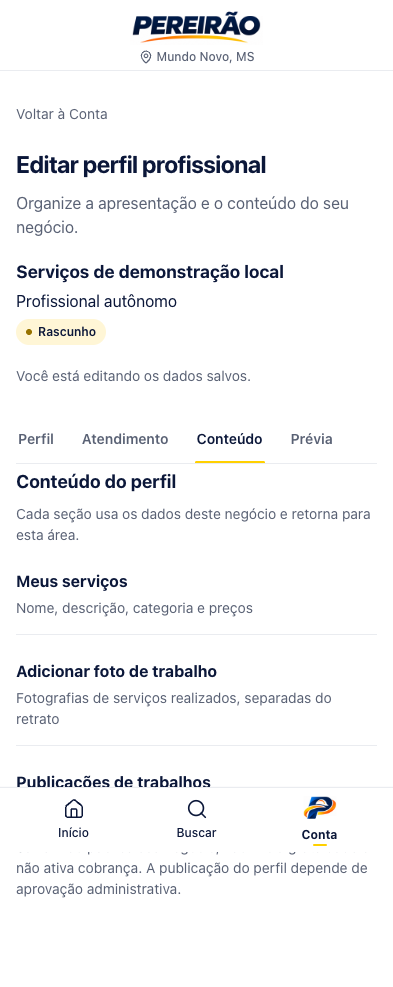 PEREIRÃO
Mundo Novo, MS
Voltar à Conta
Editar perfil profissional
Organize a apresentação e o conteúdo do seu
negócio.
Serviços de demonstração local
Profissional autônomo
Rascunho
Você está editando os dados salvos.
Perfil Atendimento Conteúdo Prévia
Conteúdo do perfil
Cada seção usa os dados deste negócio e retorna para
esta área.
Meus serviços
Nome, descrição, categoria e preços
Adicionar foto de trabalho
Fotografias de serviços realizados, separadas do
retrato
Publicações de trabalhos
Início Buscar Conta
não ativa cobrança. A publicação do perfil depende de
aprovação administrativa.